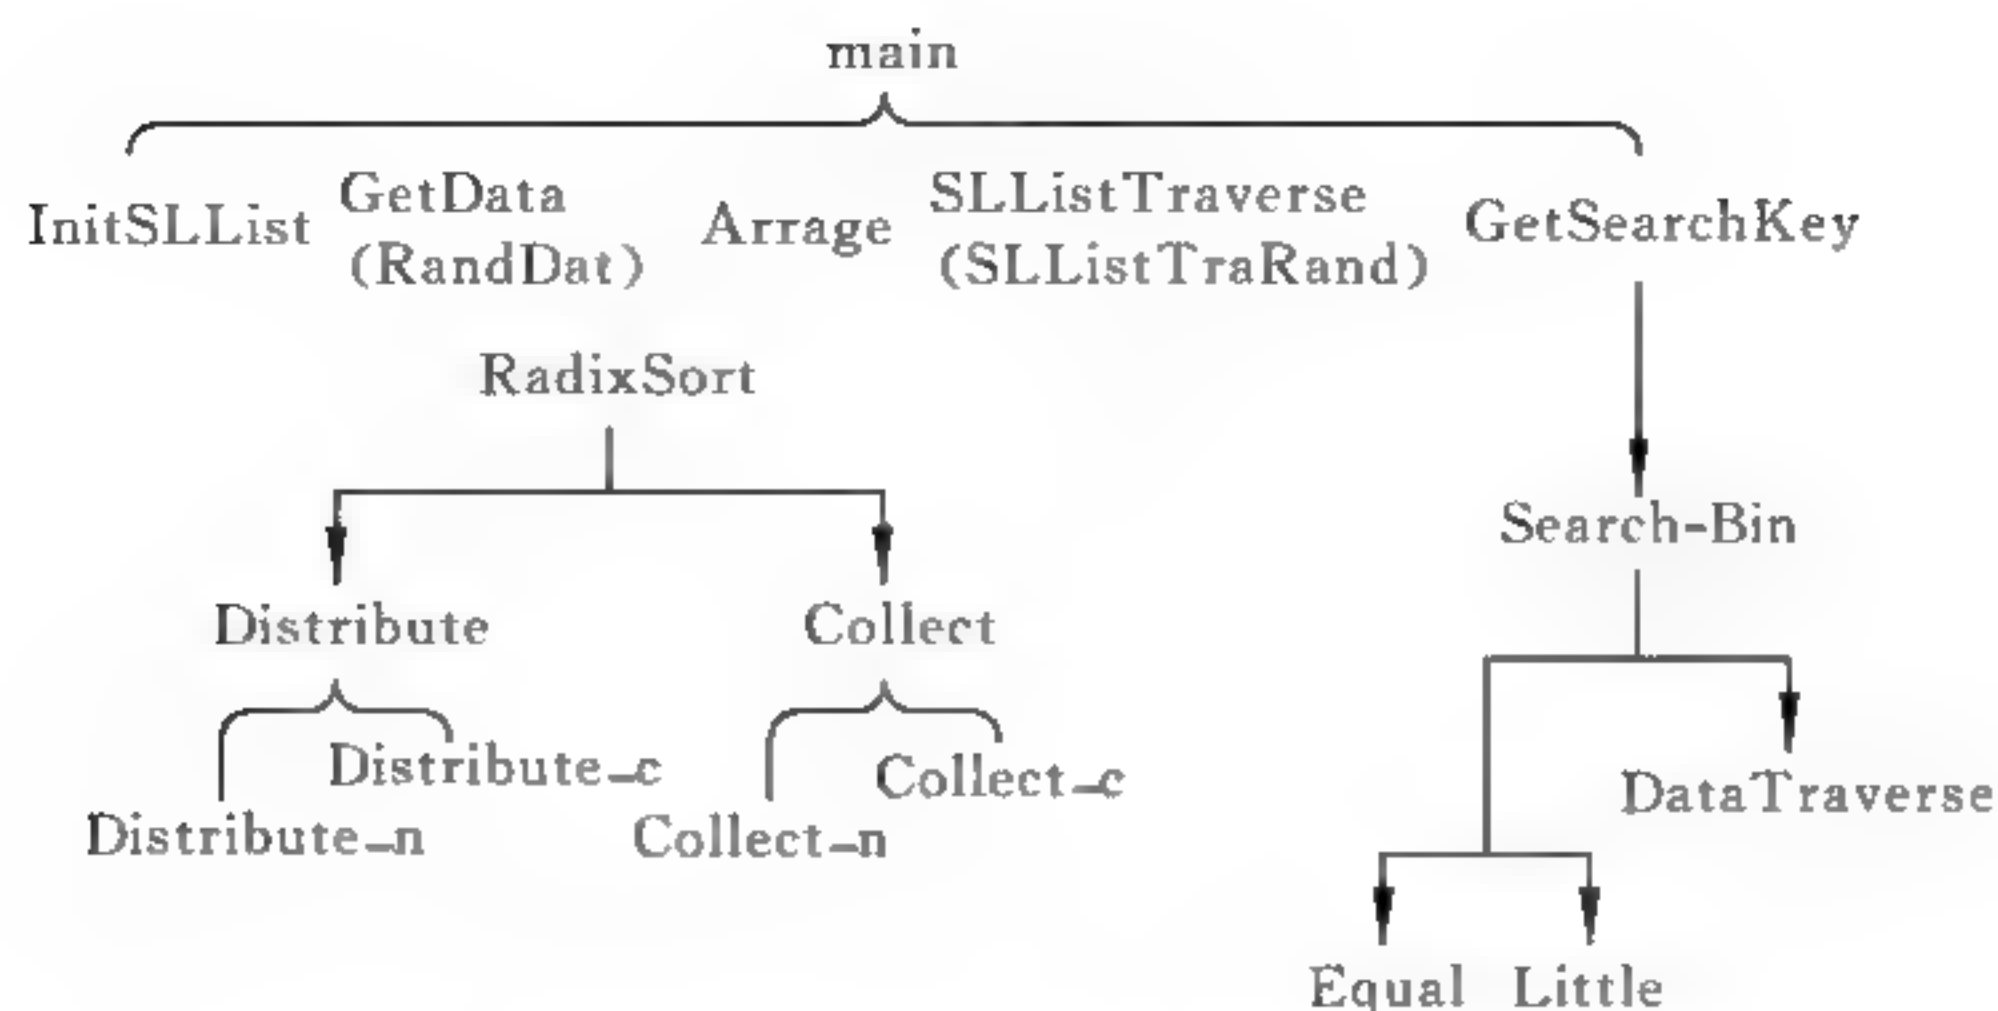 main
InitSLList
GetData
(RandDat)
Arrage
SLListTraverse
(SLListTraRand)
GetSearchKey
RadixSort
Search-Bin
Distribute
Collect
Distribute_c
Distribute_n
Collect_c
Collect_n
DataTraverse
Equal
Little